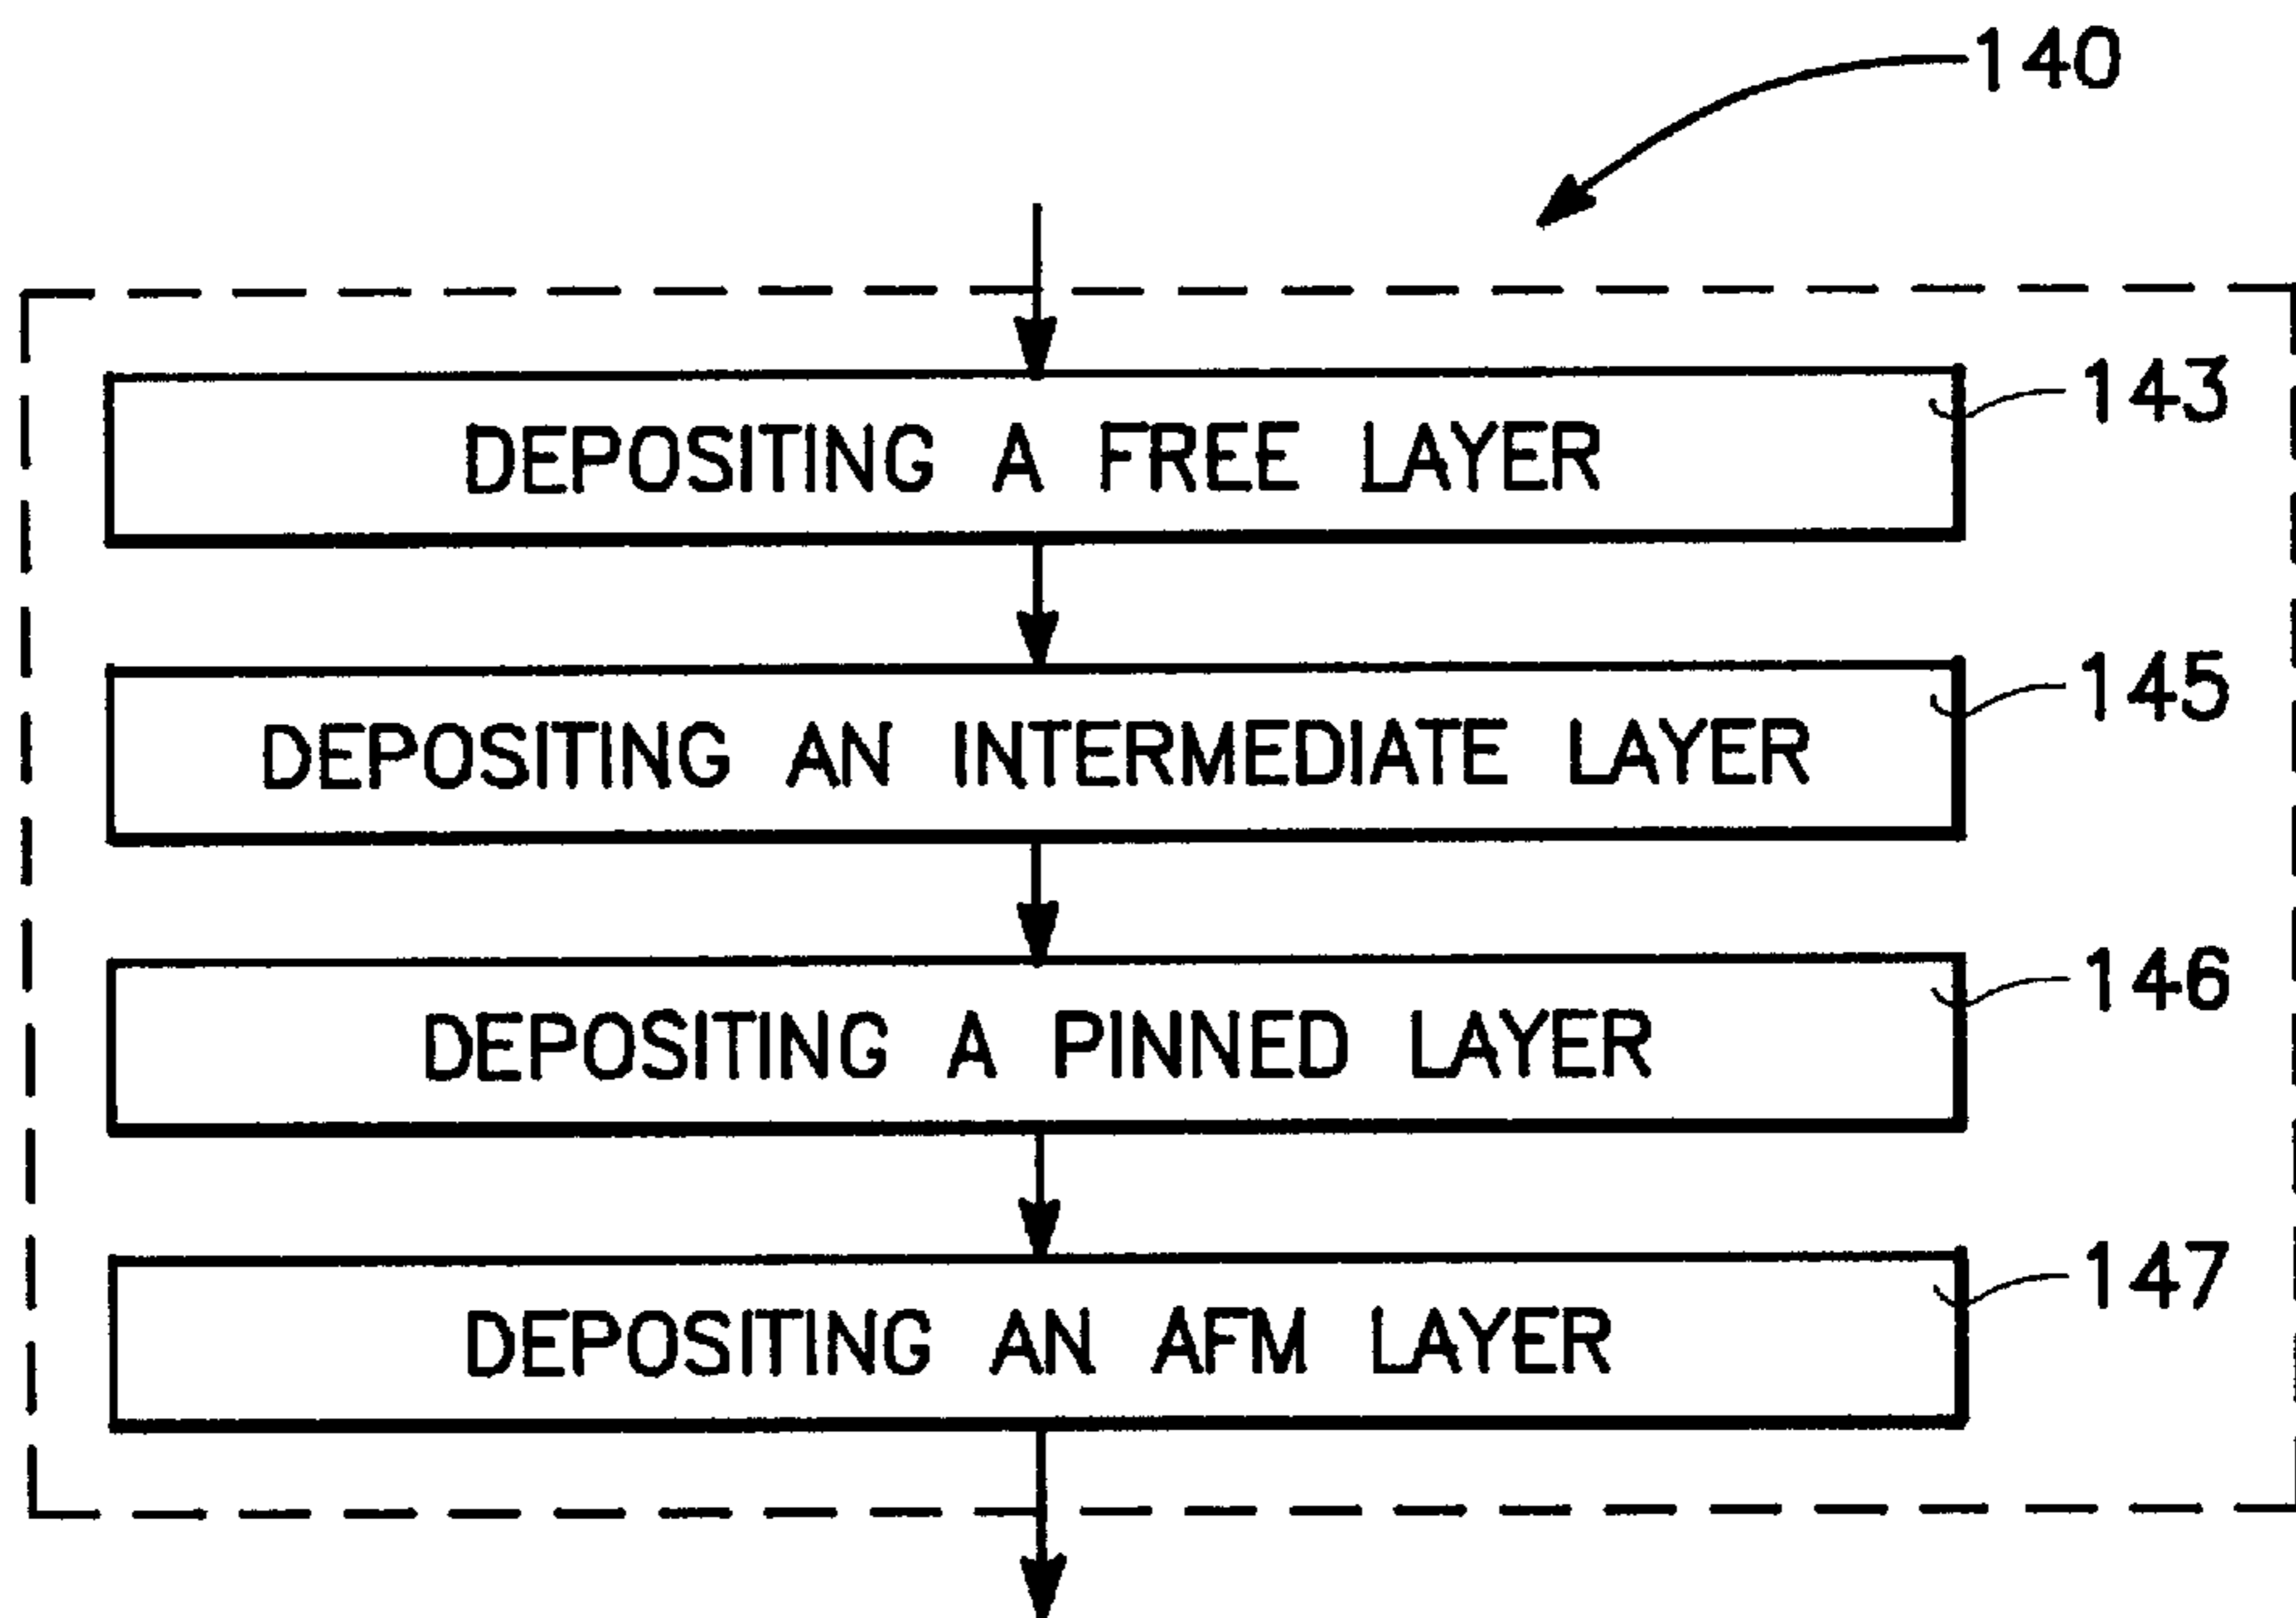 140
DEPOSITING A FREE LAYER
143
DEPOSITING AN INTERMEDIATE LAYER
145
DEPOSITING A PINNED LAYER
146
DEPOSITING AN AFM LAYER
147